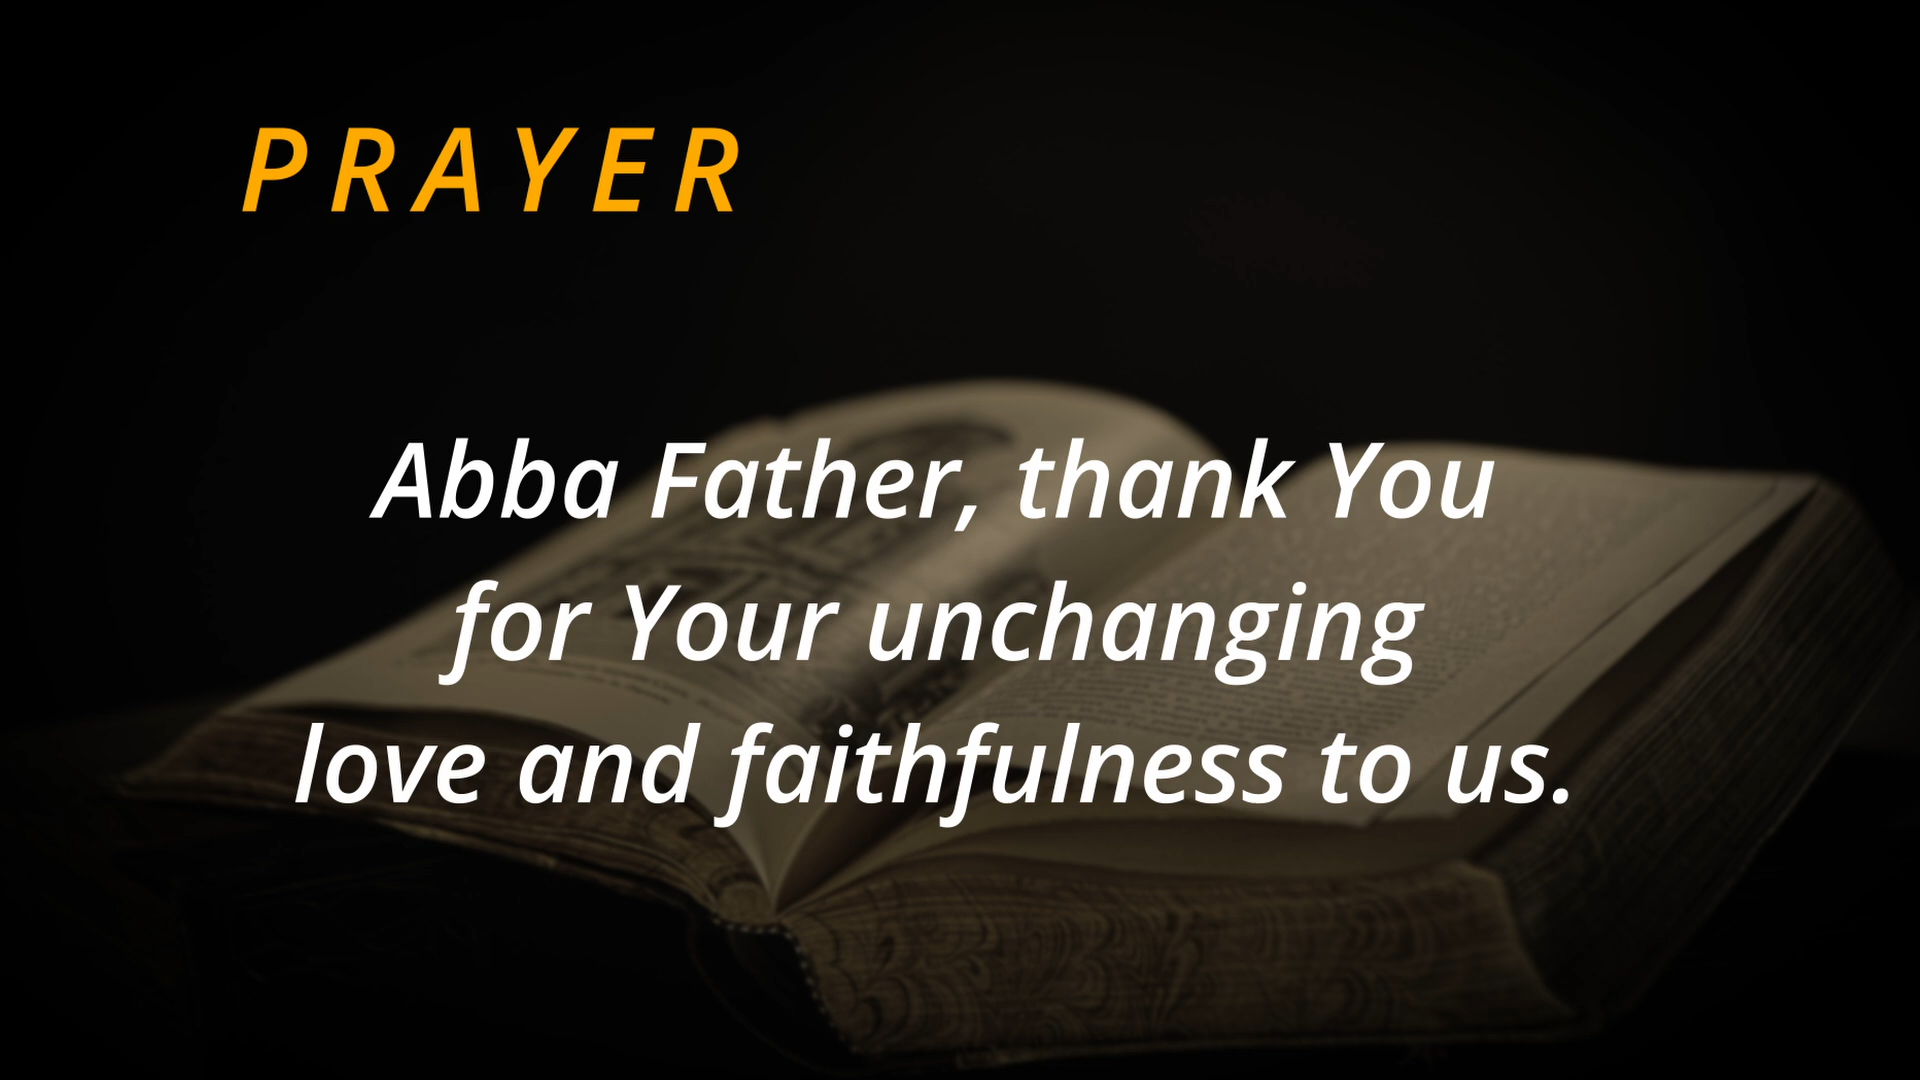 PRAYER
Abba Father, thank You
for Your unchanging
love and faithfulness to us.